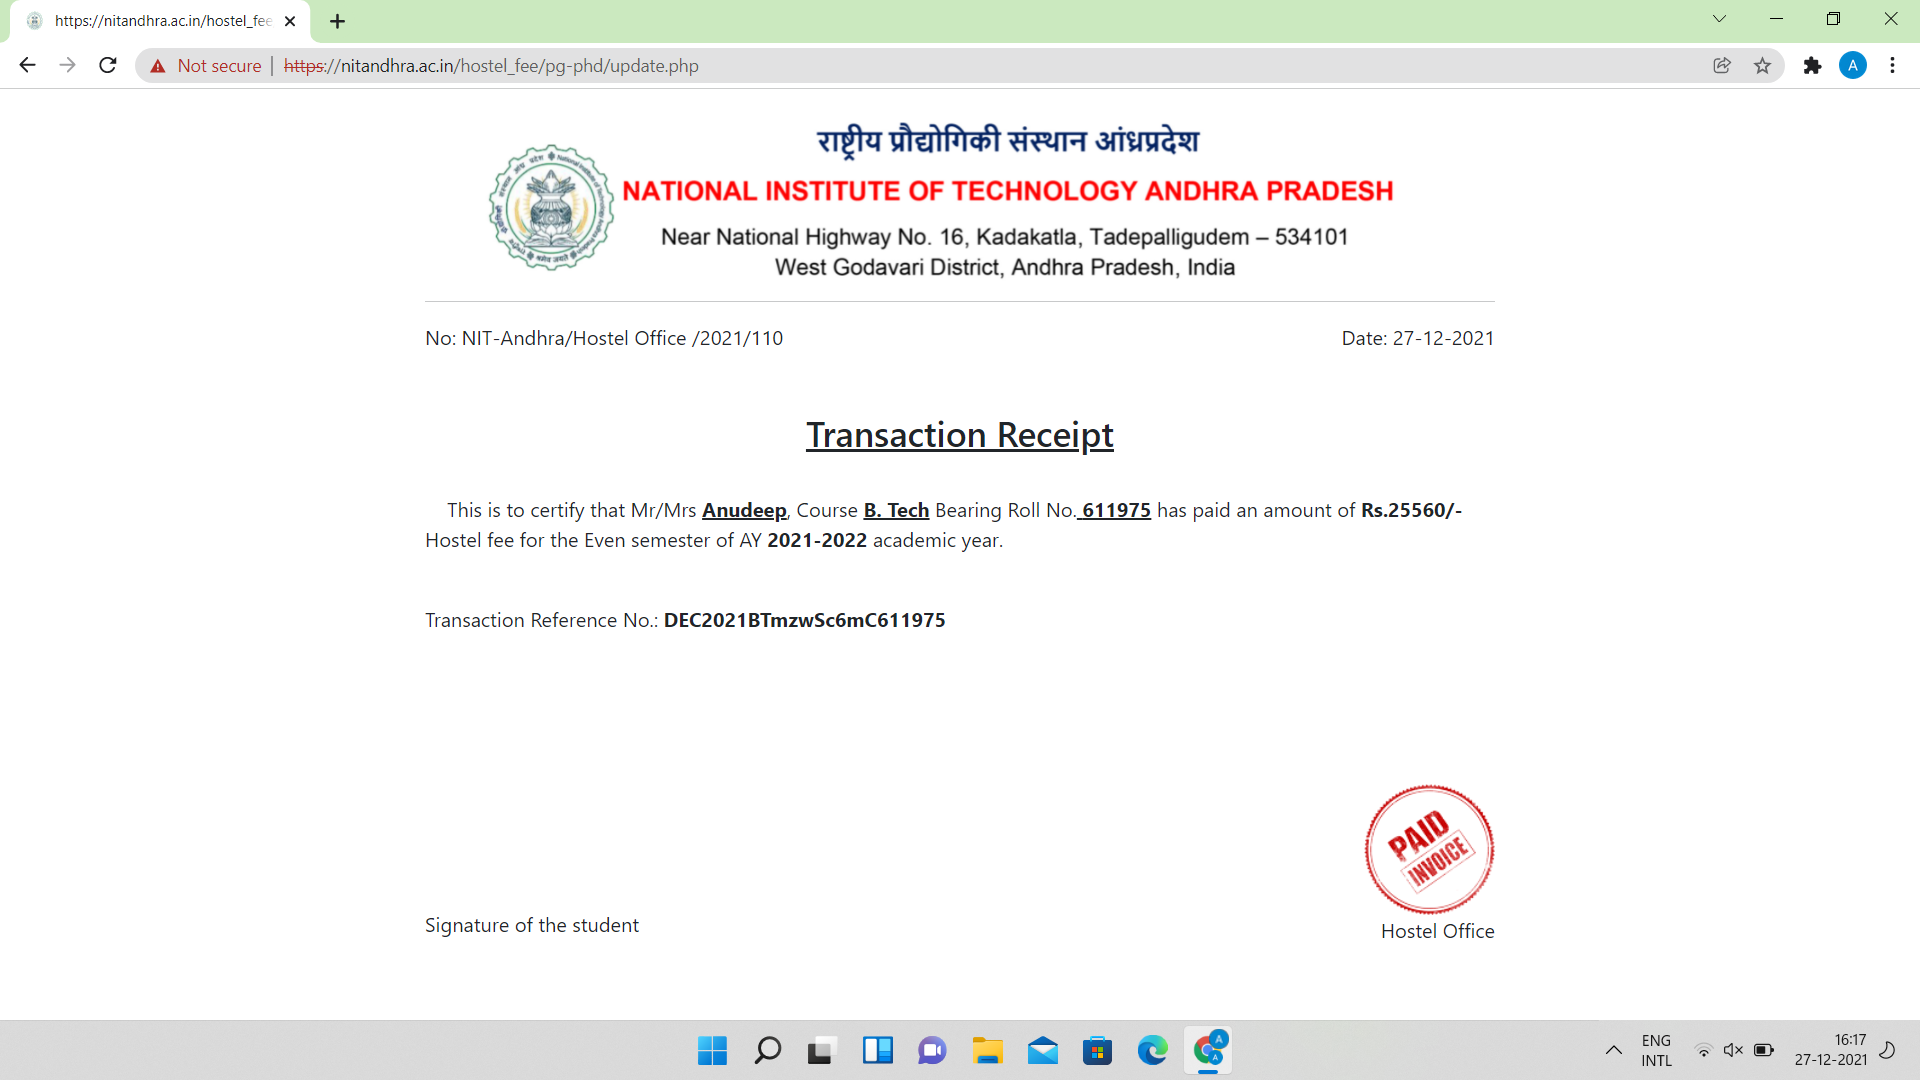 https://nitandhra.ac.in/hostel_fee
Not secure | https://nitandhra.ac.in/hostel_fee/pg-phd/update.php
A
राष्ट्रीय प्रौद्योगिकी संस्थान आंध्रप्रदेश
NATIONAL INSTITUTE OF TECHNOLOGY ANDHRA PRADESH
Near National Highway No. 16, Kadakatla, Tadepalligudem – 534101
West Godavari District, Andhra Pradesh, India
No: NIT-Andhra/Hostel Office /2021/110
Date: 27-12-2021
Transaction Receipt
This is to certify that Mr/Mrs Anudeep, Course B. Tech Bearing Roll No. 611975 has paid an amount of Rs.25560/-
Hostel fee for the Even semester of AY 2021-2022 academic year.
Transaction Reference No.: DEC2021BTmzwSc6mC611975
PAID
INVOICE
Signature of the student
Hostel Office
A
A
ENG
INTL
16:17
27-12-2021